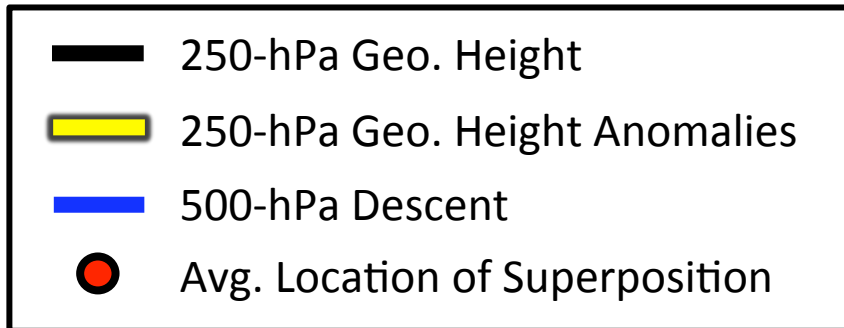 250-hPa Geo. Height
250-hPa Geo. Height Anomalies
500-hPa Descent
Avg. Location of Superposition